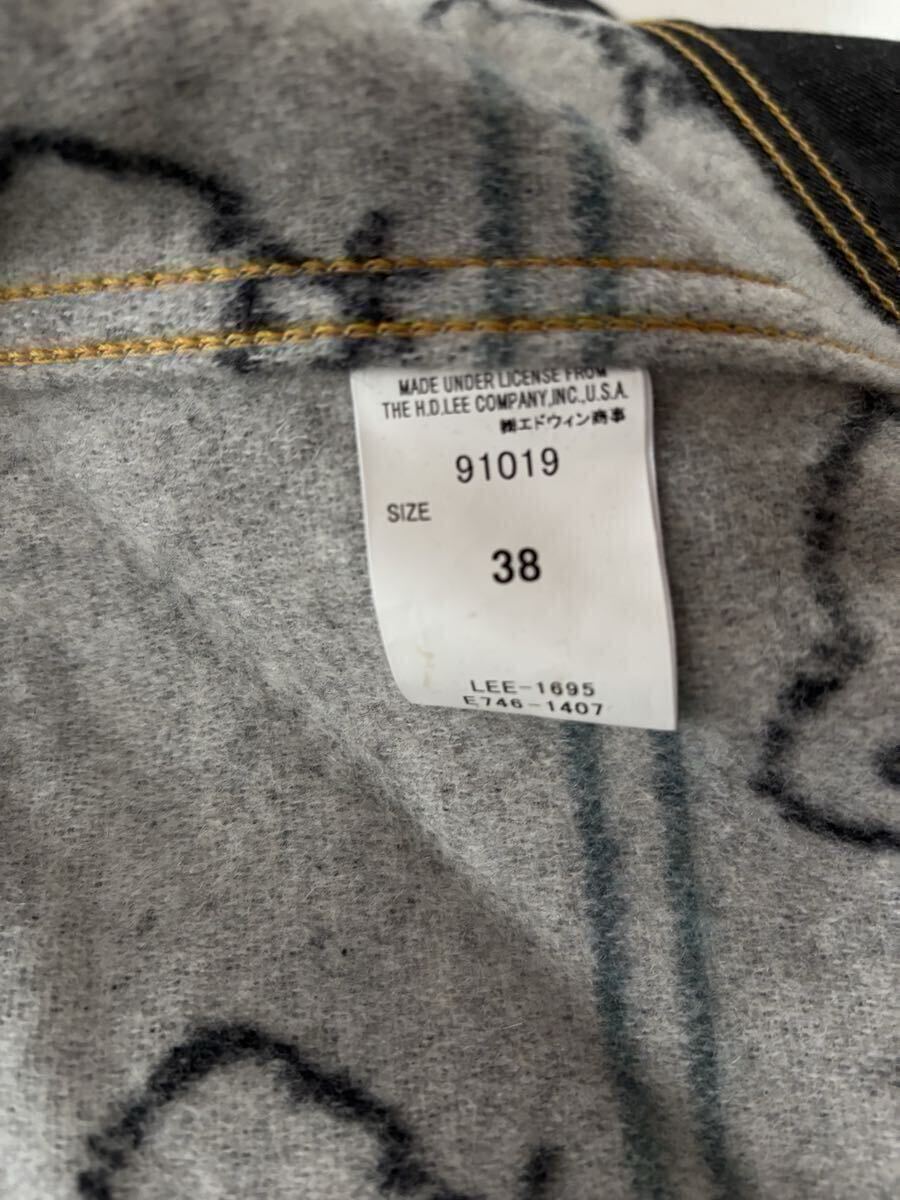 MADE UNDER LICENSE FROM
THE H.D.LEE COMPANY,INC.,U.S.A.
㈱エドウィン商事
91019
SIZE
38
LEE-1695
E746-1407